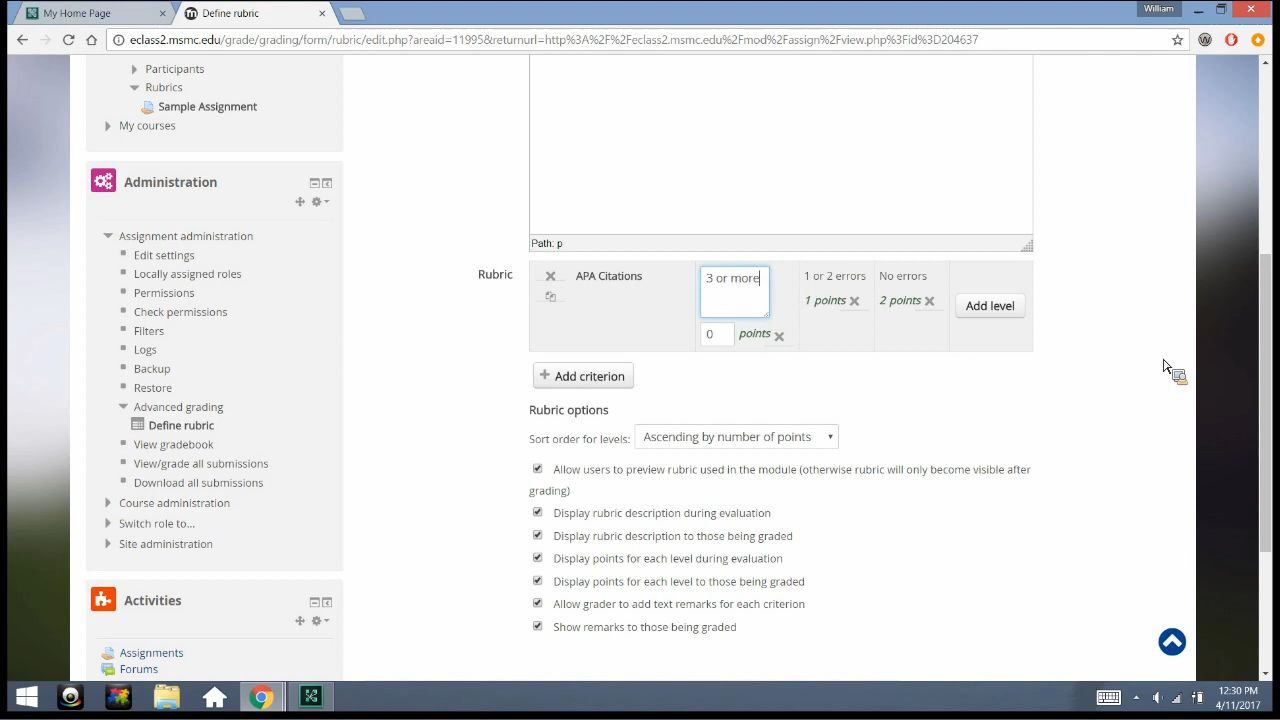 My Home Page
Define rubric
William
eclass2.msmc.edu/grade/grading/form/rubric/edit.php?areaid=11995&returnurl=http%3A%2F%2Feclass2.msmc.edu%2Fmod%2Fassign%2Fview.php%3Fid%3D204637
Participants
Rubrics
Sample Assignment
My courses
Administration
Assignment administration
Edit settings
Locally assigned roles
Permissions
Check permissions
Filters
Logs
Backup
Restore
Advanced grading
Define rubric
View gradebook
View/grade all submissions
Download all submissions
Course administration
Switch role to...
Site administration
Activities
Assignments
Forums
Path: p
Rubric
APA Citations
3 or more
0 points
1 or 2 errors
1 points
No errors
2 points
Add level
Add criterion
Rubric options
Sort order for levels: Ascending by number of points
Allow users to preview rubric used in the module (otherwise rubric will only become visible after
grading)
Display rubric description during evaluation
Display rubric description to those being graded
Display points for each level during evaluation
Display points for each level to those being graded
Allow grader to add text remarks for each criterion
Show remarks to those being graded
12:30 PM
4/11/2017